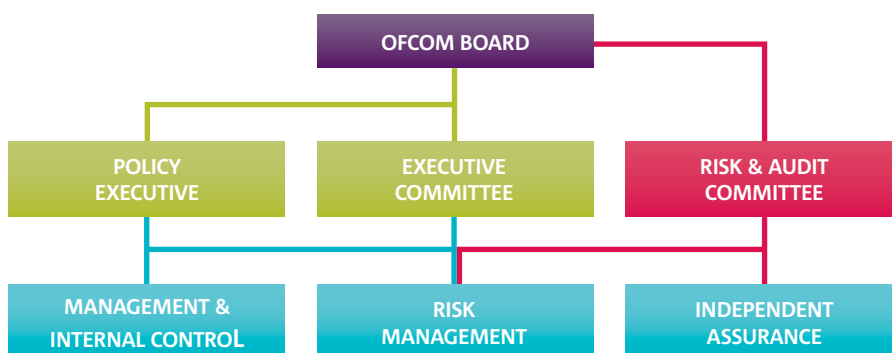 OFCOM BOARD
POLICY
EXECUTIVE
EXECUTIVE
COMMITTEE
RISK & AUDIT
COMMITTEE
MANAGEMENT &
INTERNAL CONTROL
RISK
MANAGEMENT
INDEPENDENT
ASSURANCE